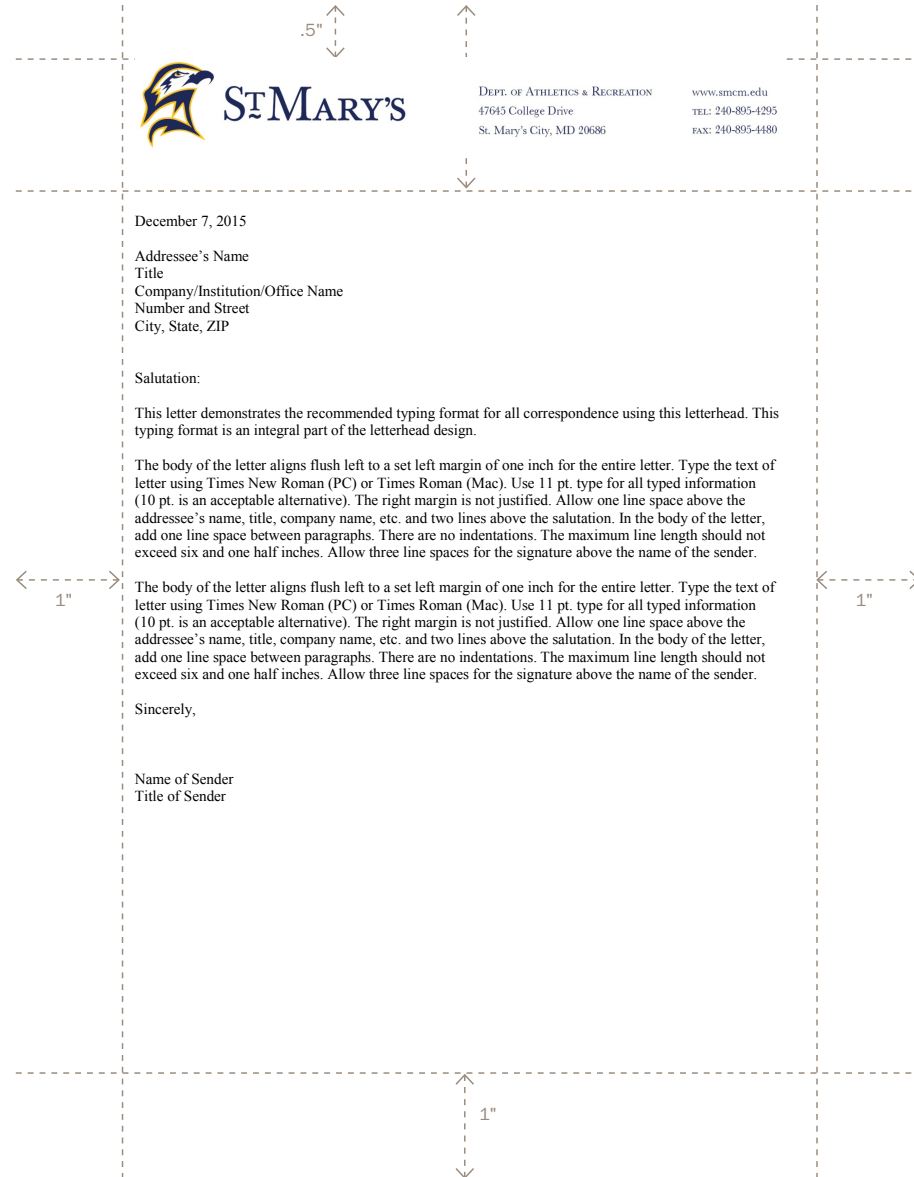 .5"
ST MARY'S
DEPT. OF ATHLETICS & RECREATION
47645 College Drive
St. Mary's City, MD 20686
www.smcm.edu
TEL: 240-895-4295
FAX: 240-895-4480
December 7, 2015
Addressee's Name
Title
Company/Institution/Office Name
Number and Street
City, State, ZIP
Salutation:
This letter demonstrates the recommended typing format for all correspondence using this letterhead. This
typing format is an integral part of the letterhead design.
The body of the letter aligns flush left to a set left margin of one inch for the entire letter. Type the text of
letter using Times New Roman (PC) or Times Roman (Mac). Use 11 pt. type for all typed information
(10 pt. is an acceptable alternative). The right margin is not justified. Allow one line space above the
addressee's name, title, company name, etc. and two lines above the salutation. In the body of the letter,
add one line space between paragraphs. There are no indentations. The maximum line length should not
exceed six and one half inches. Allow three line spaces for the signature above the name of the sender.
1"
1"
The body of the letter aligns flush left to a set left margin of one inch for the entire letter. Type the text of
letter using Times New Roman (PC) or Times Roman (Mac). Use 11 pt. type for all typed information
(10 pt. is an acceptable alternative). The right margin is not justified. Allow one line space above the
addressee's name, title, company name, etc. and two lines above the salutation. In the body of the letter,
add one line space between paragraphs. There are no indentations. The maximum line length should not
exceed six and one half inches. Allow three line spaces for the signature above the name of the sender.
Sincerely,
Name of Sender
Title of Sender
1"